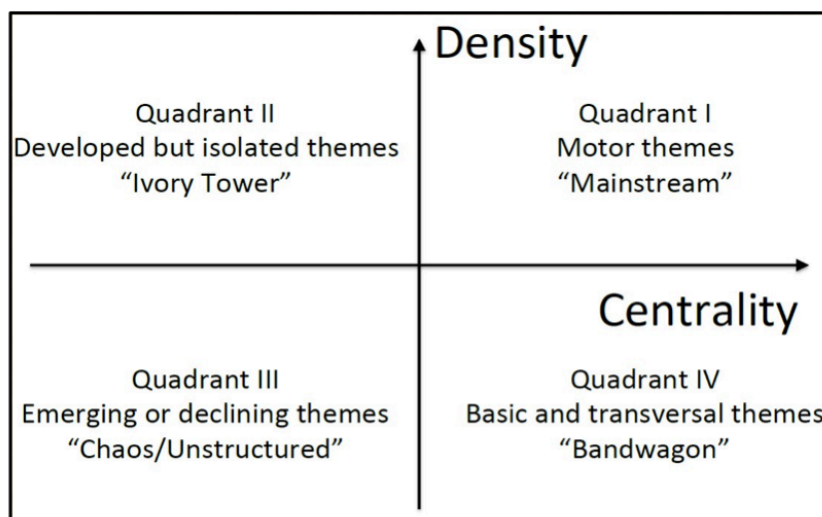 Density
Quadrant II
Developed but isolated themes
“Ivory Tower”
Quadrant I
Motor themes
“Mainstream”
Centrality
Quadrant III
Emerging or declining themes
“Chaos/Unstructured”
Quadrant IV
Basic and transversal themes
“Bandwagon”